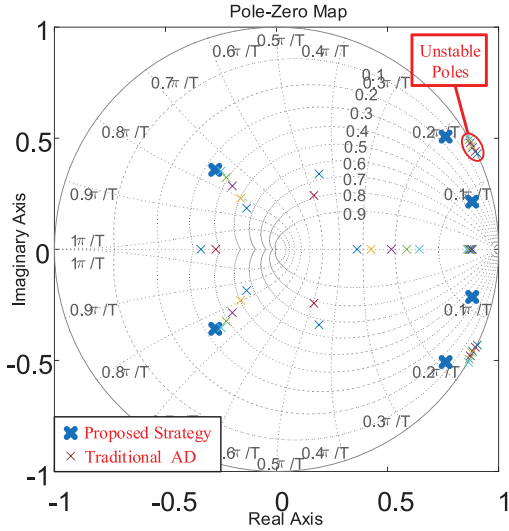 Pole-Zero Map
Unstable
Poles
0.5π/T
0.6π/T
0.4π/T
0.7π/T
0.3π/T
0.8π/T
0.2π/T
0.9π/T
0.1π/T
1π/T
1π/T
0.9π/T
0.1π/T
0.8π/T
0.2π/T
0.3π/T
0.6π/T
0.4π/T
0.5π/T
0.1
0.2
0.3
0.4
0.5
0.6
0.7
0.8
0.9
1
0.5
0
-0.5
-1
Imaginary Axis
Proposed Strategy
Traditional AD
-1
-0.5
0
0.5
1
Real Axis